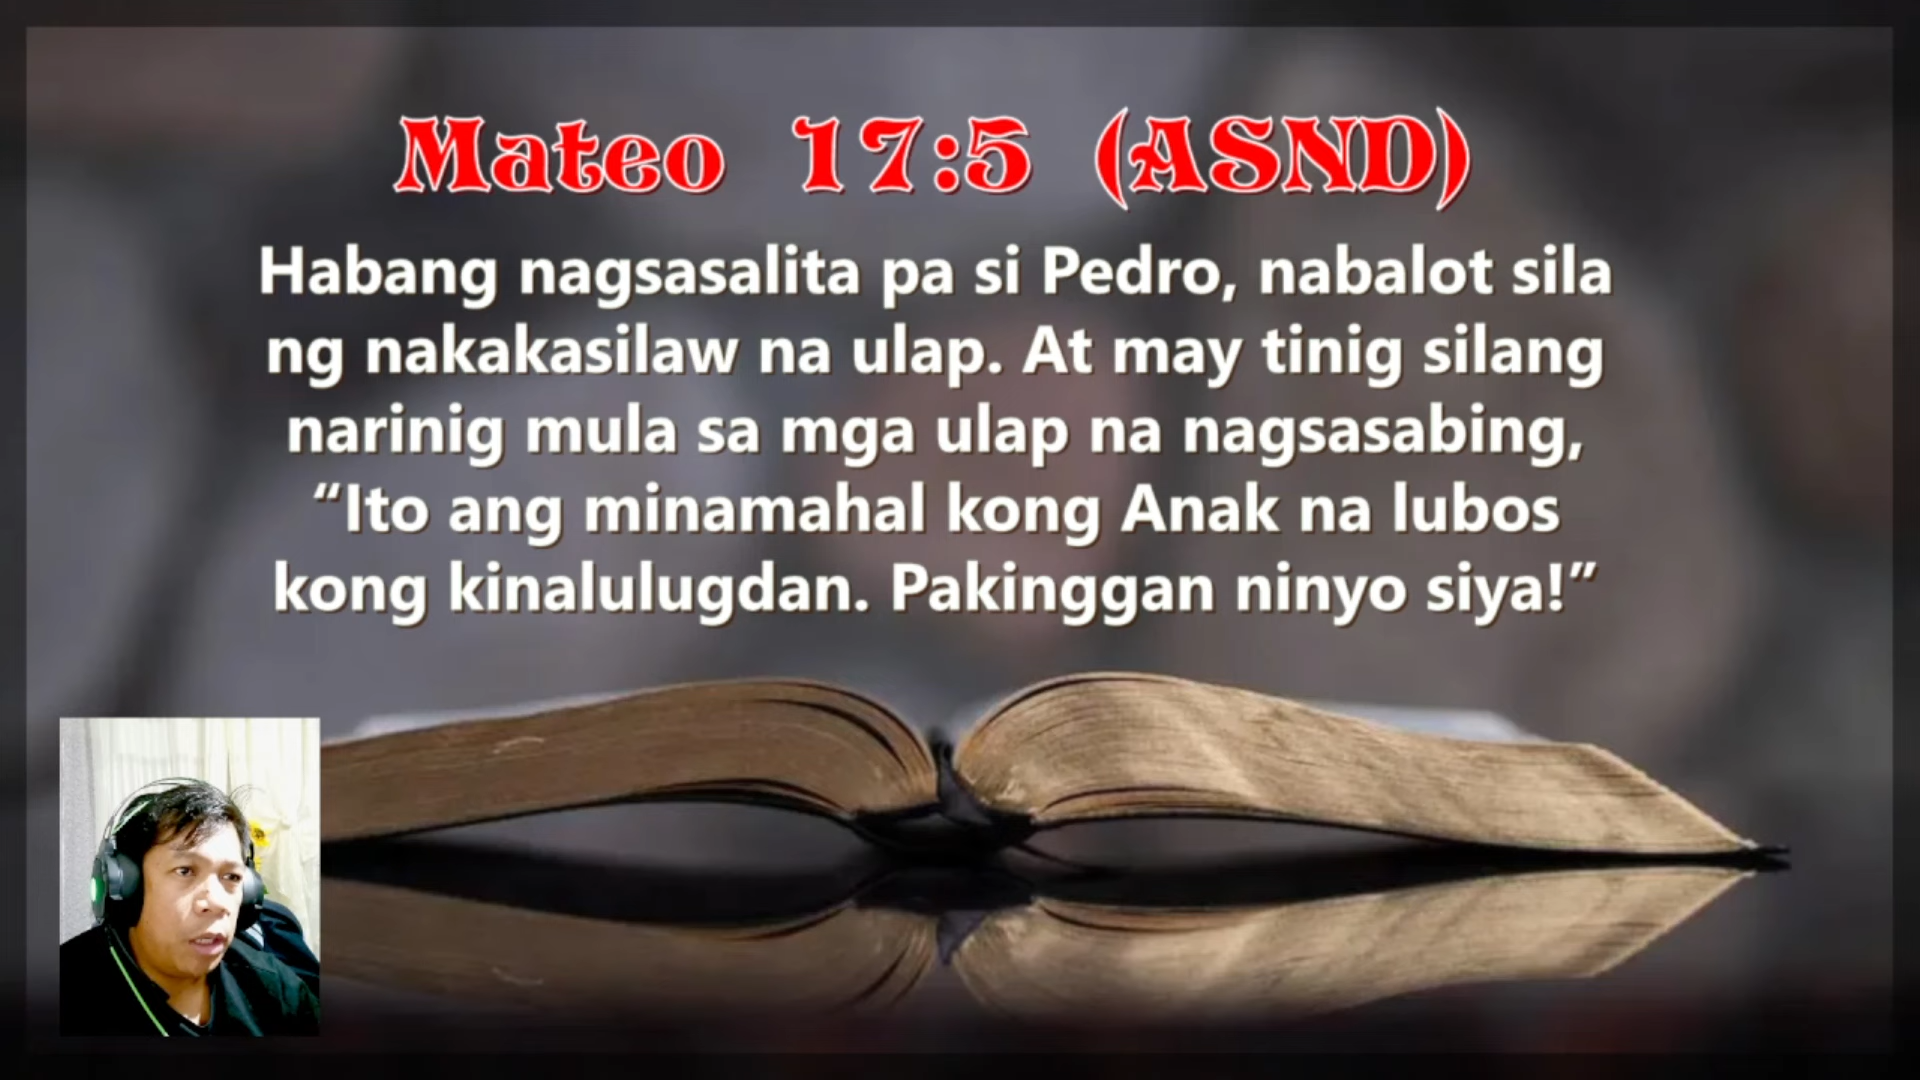 Mateo 17:5 (ASND)
Habang nagsasalita pa si Pedro, nabalot sila
ng nakakasilaw na ulap. At may tinig silang
narinig mula sa mga ulap na nagsasabing,
“Ito ang minamahal kong Anak na lubos
kong kinalulugdan. Pakinggan ninyo siya!”